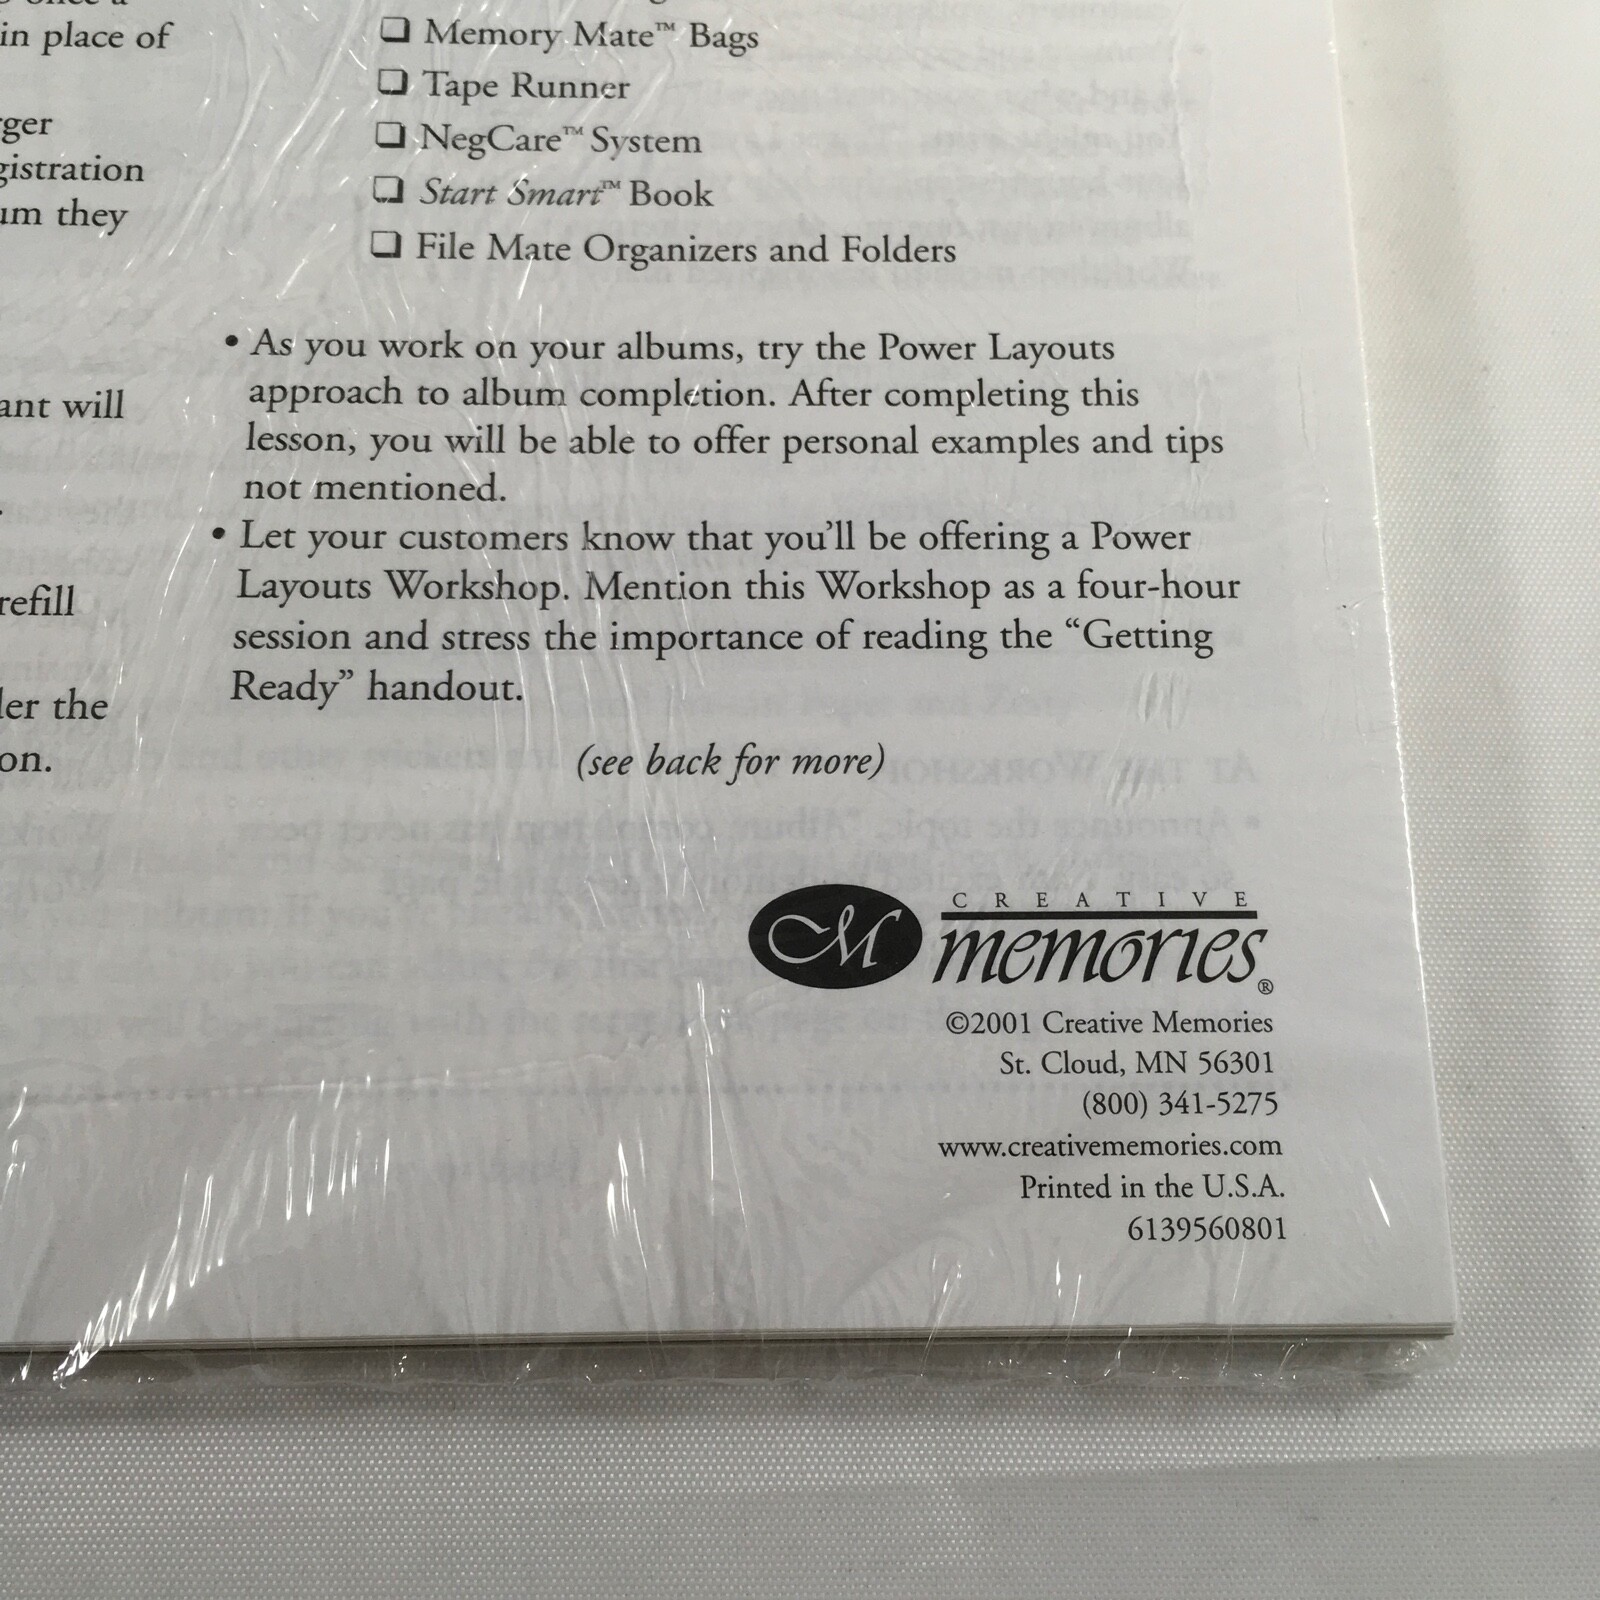 in place of
gistration
um they
ant will
refill
the
on.
❏ Memory Mate™ Bags
❏ Tape Runner
❏ NegCare™ System
❏ Start Smart™ Book
❏ File Mate Organizers and Folders
• As you work on your albums, try the Power Layouts
approach to album completion. After completing this
lesson, you will be able to offer personal examples and tips
not mentioned.
• Let your customers know that you'll be offering a Power
Layouts Workshop. Mention this Workshop as a four-hour
session and stress the importance of reading the “Getting
Ready” handout.
(see back for more)
M
CREATIVE
memories®
©2001 Creative Memories
St. Cloud, MN 56301
(800) 341-5275
www.creativememories.com
Printed in the U.S.A.
6139560801